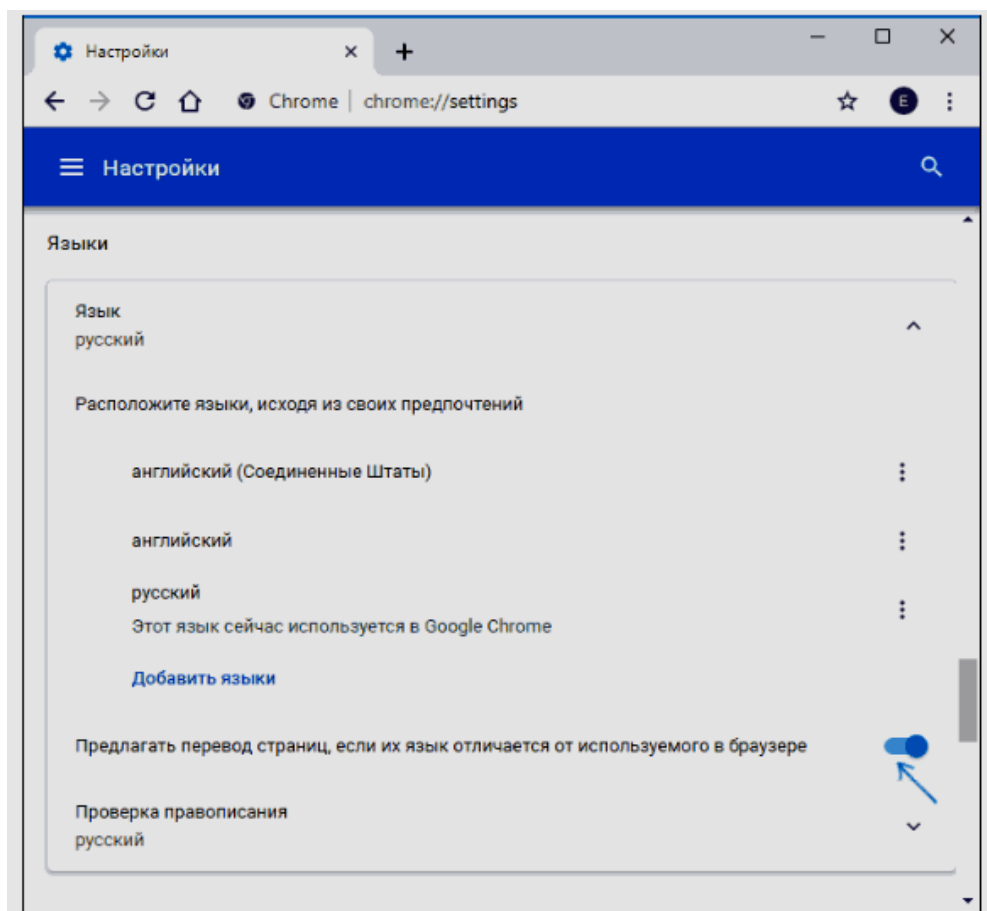 Настройки
Chrome | chrome://settings
E
Настройки
Языки
Язык
русский
Расположите языки, исходя из своих предпочтений
английский (Соединенные Штаты)
английский
русский
Этот язык сейчас используется в Google Chrome
Добавить языки
Предлагать перевод страниц, если их язык отличается от используемого в браузере
Проверка правописания
русский